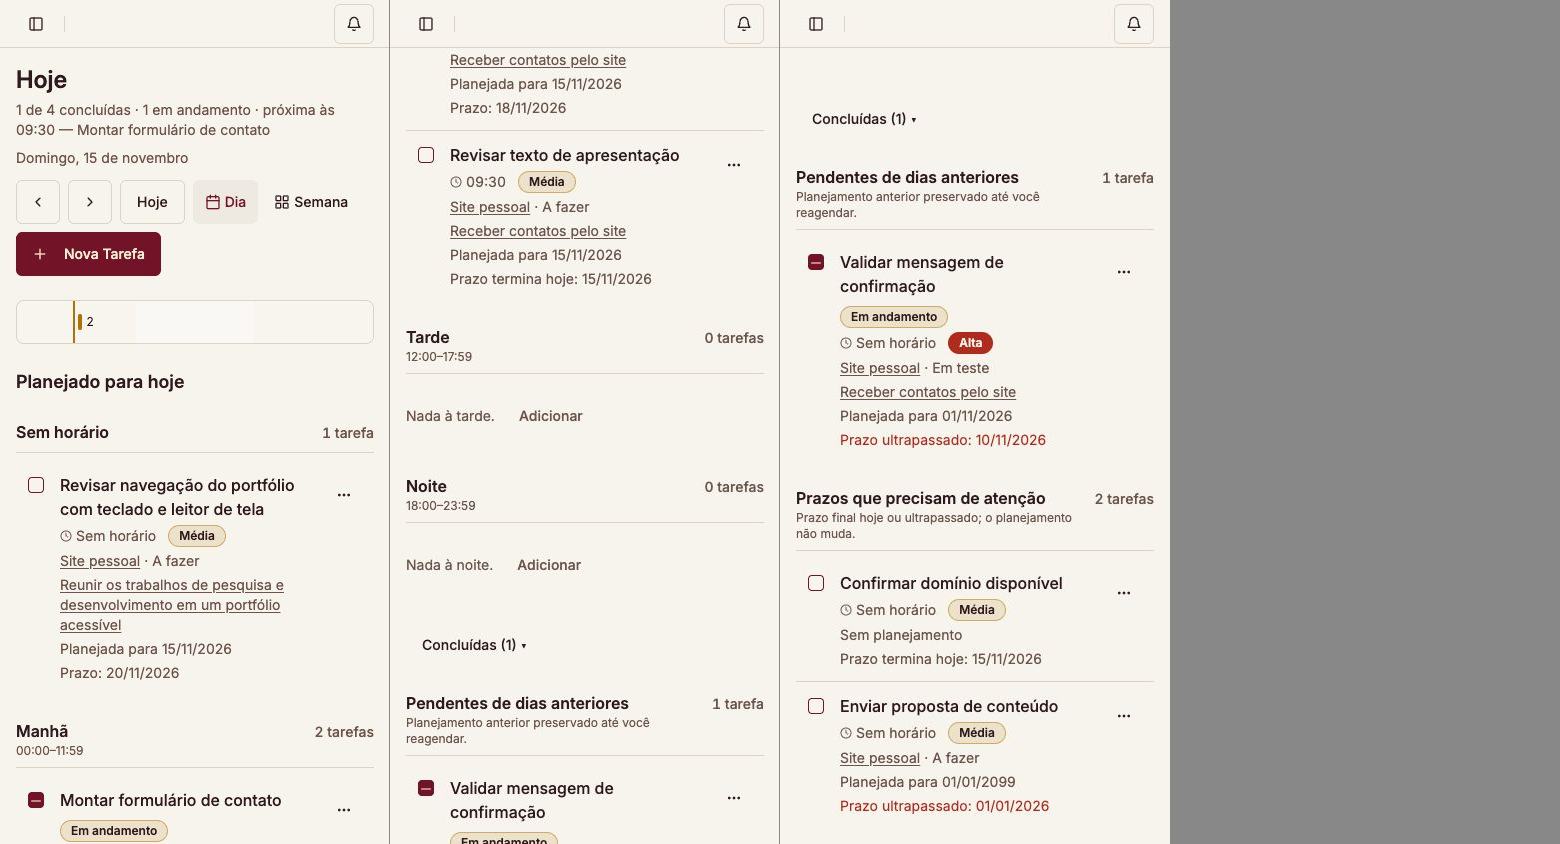 Hoje
1 de 4 concluídas · 1 em andamento · próxima às
09:30 — Montar formulário de contato
Domingo, 15 de novembro
Hoje
Dia
Semana
+ Nova Tarefa
2
Planejado para hoje
Sem horário 1 tarefa
Revisar navegação do portfólio
com teclado e leitor de tela
Sem horário Média
Site pessoal · A fazer
Reunir os trabalhos de pesquisa e
desenvolvimento em um portfólio
acessível
Planejada para 15/11/2026
Prazo: 20/11/2026
Manhã 2 tarefas
00:00–11:59
Montar formulário de contato
Em andamento
Receber contatos pelo site
Planejada para 15/11/2026
Prazo: 18/11/2026
Revisar texto de apresentação
09:30 Média
Site pessoal · A fazer
Receber contatos pelo site
Planejada para 15/11/2026
Prazo termina hoje: 15/11/2026
Tarde 0 tarefas
12:00–17:59
Nada à tarde. Adicionar
Noite 0 tarefas
18:00–23:59
Nada à noite. Adicionar
Concluídas (1) ▾
Pendentes de dias anteriores 1 tarefa
Planejamento anterior preservado até você
reagendar.
Validar mensagem de
confirmação
Em andamento
Concluídas (1) ▾
Pendentes de dias anteriores 1 tarefa
Planejamento anterior preservado até você
reagendar.
Validar mensagem de
confirmação
Em andamento
Sem horário Alta
Site pessoal · Em teste
Receber contatos pelo site
Planejada para 01/11/2026
Prazo ultrapassado: 10/11/2026
Prazos que precisam de atenção 2 tarefas
Prazo final hoje ou ultrapassado; o planejamento
não muda.
Confirmar domínio disponível
Sem horário Média
Sem planejamento
Prazo termina hoje: 15/11/2026
Enviar proposta de conteúdo
Sem horário Média
Site pessoal · A fazer
Planejada para 01/01/2099
Prazo ultrapassado: 01/01/2026